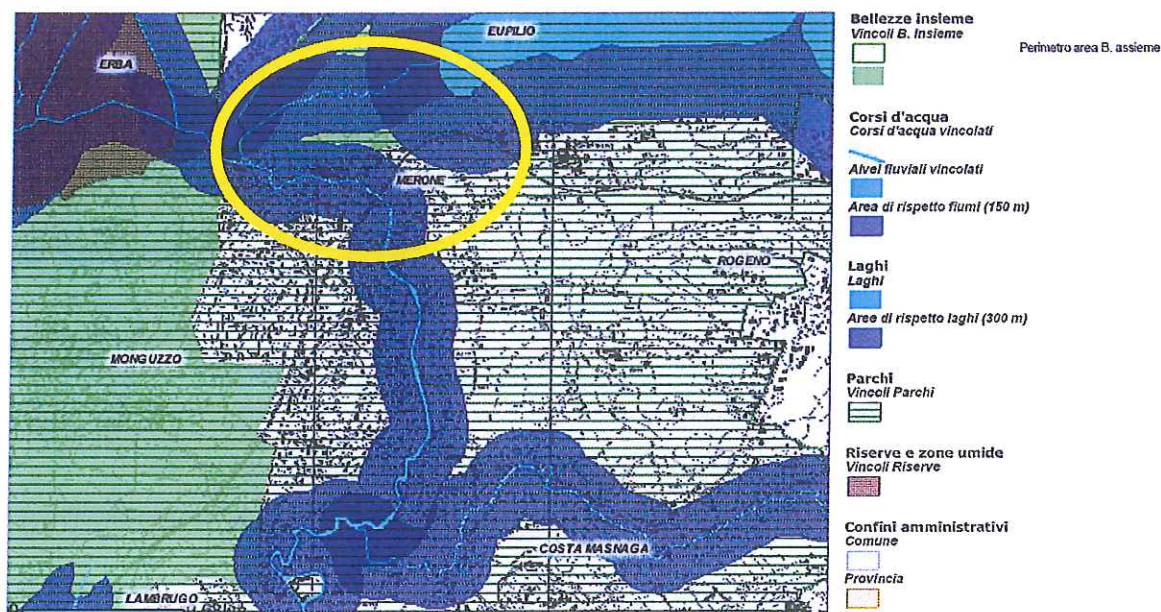 EUPILIO
ERBA
MERONE
ROGENO
MONGUZZO
COSTA MASNAGA
LAMBRUGO
Bellezze insieme
Vincoli B. Insieme
Perimetro area B. assieme
Corsi d'acqua
Corsi d'acqua vincolati
Alvei fluviali vincolati
Area di rispetto fiumi (150 m)
Laghi
Laghi
Aree di rispetto laghi (300 m)
Parchi
Vincoli Parchi
Riserve e zone umide
Vincoli Riserve
Confini amministrativi
Comune
Provincia